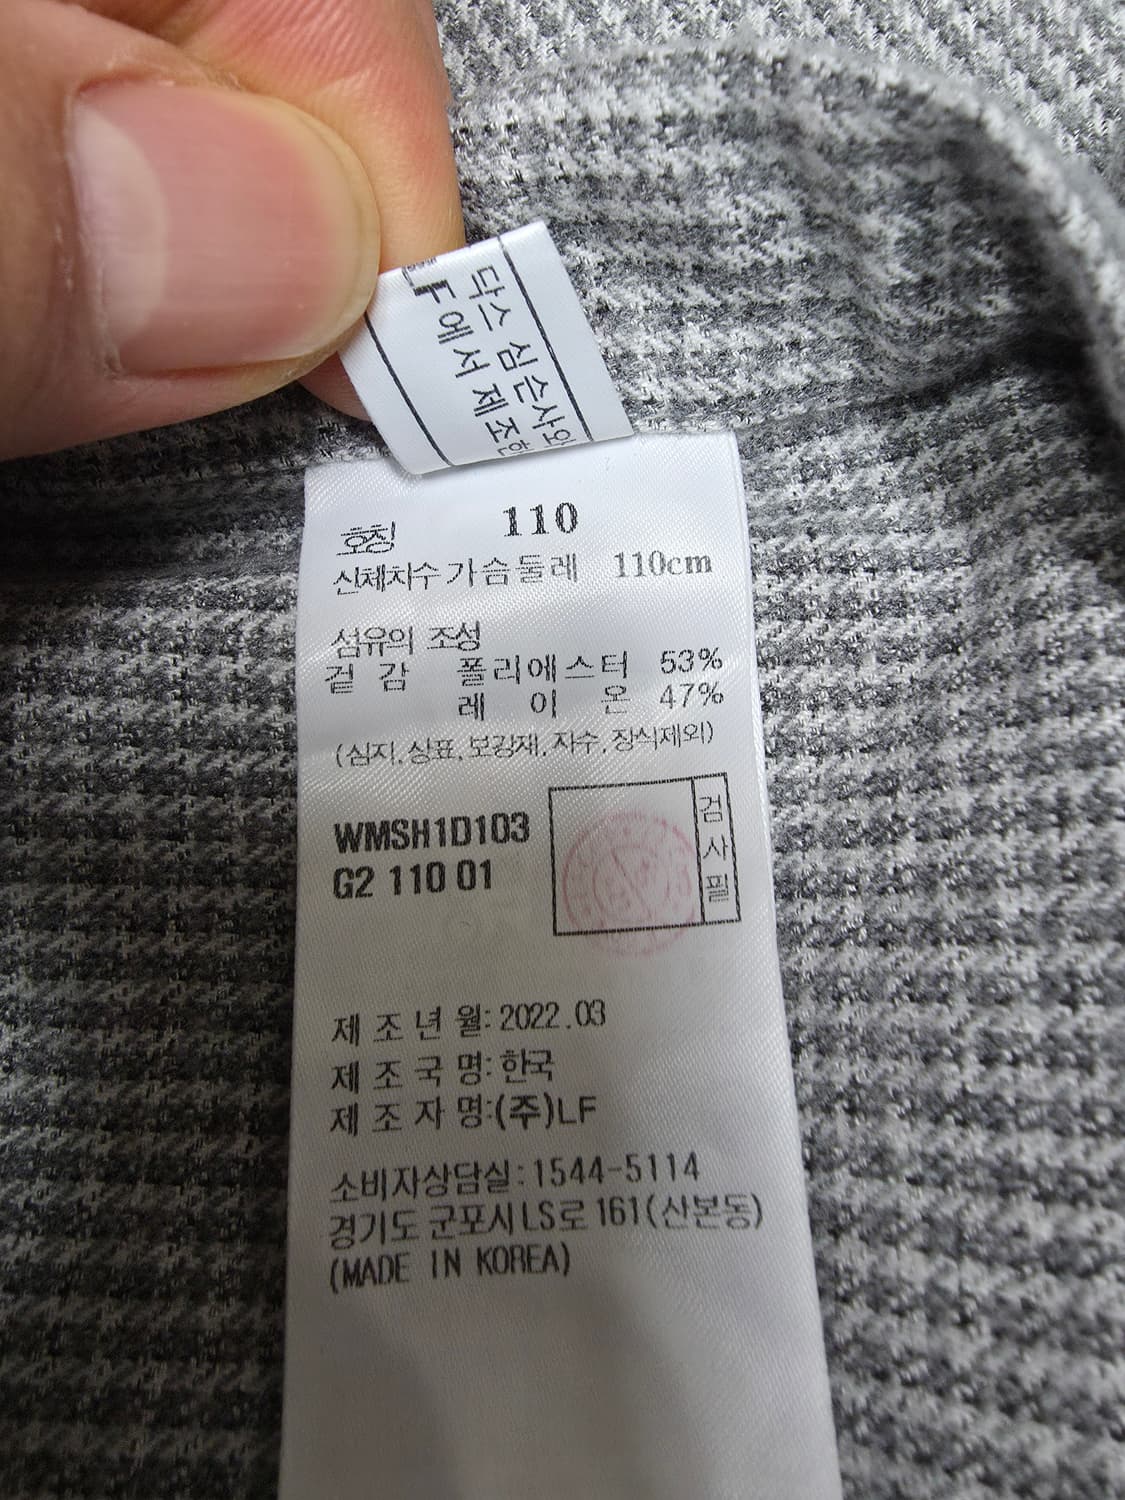 닥스 심슨사와
LF에서 제조한
호칭 110
신체치수 가슴둘레 110cm
섬유의 조성
겉 감 폴리에스터 53%
레 이 온 47%
(심지,상표,보강재,자수,장식제외)
WMSH1D103
G2 110 01
검사필
제 조 년 월: 2022.03
제 조 국 명: 한국
제 조 자 명:(주)LF
소비자상담실: 1544-5114
경기도 군포시 LS로 161(산본동)
(MADE IN KOREA)